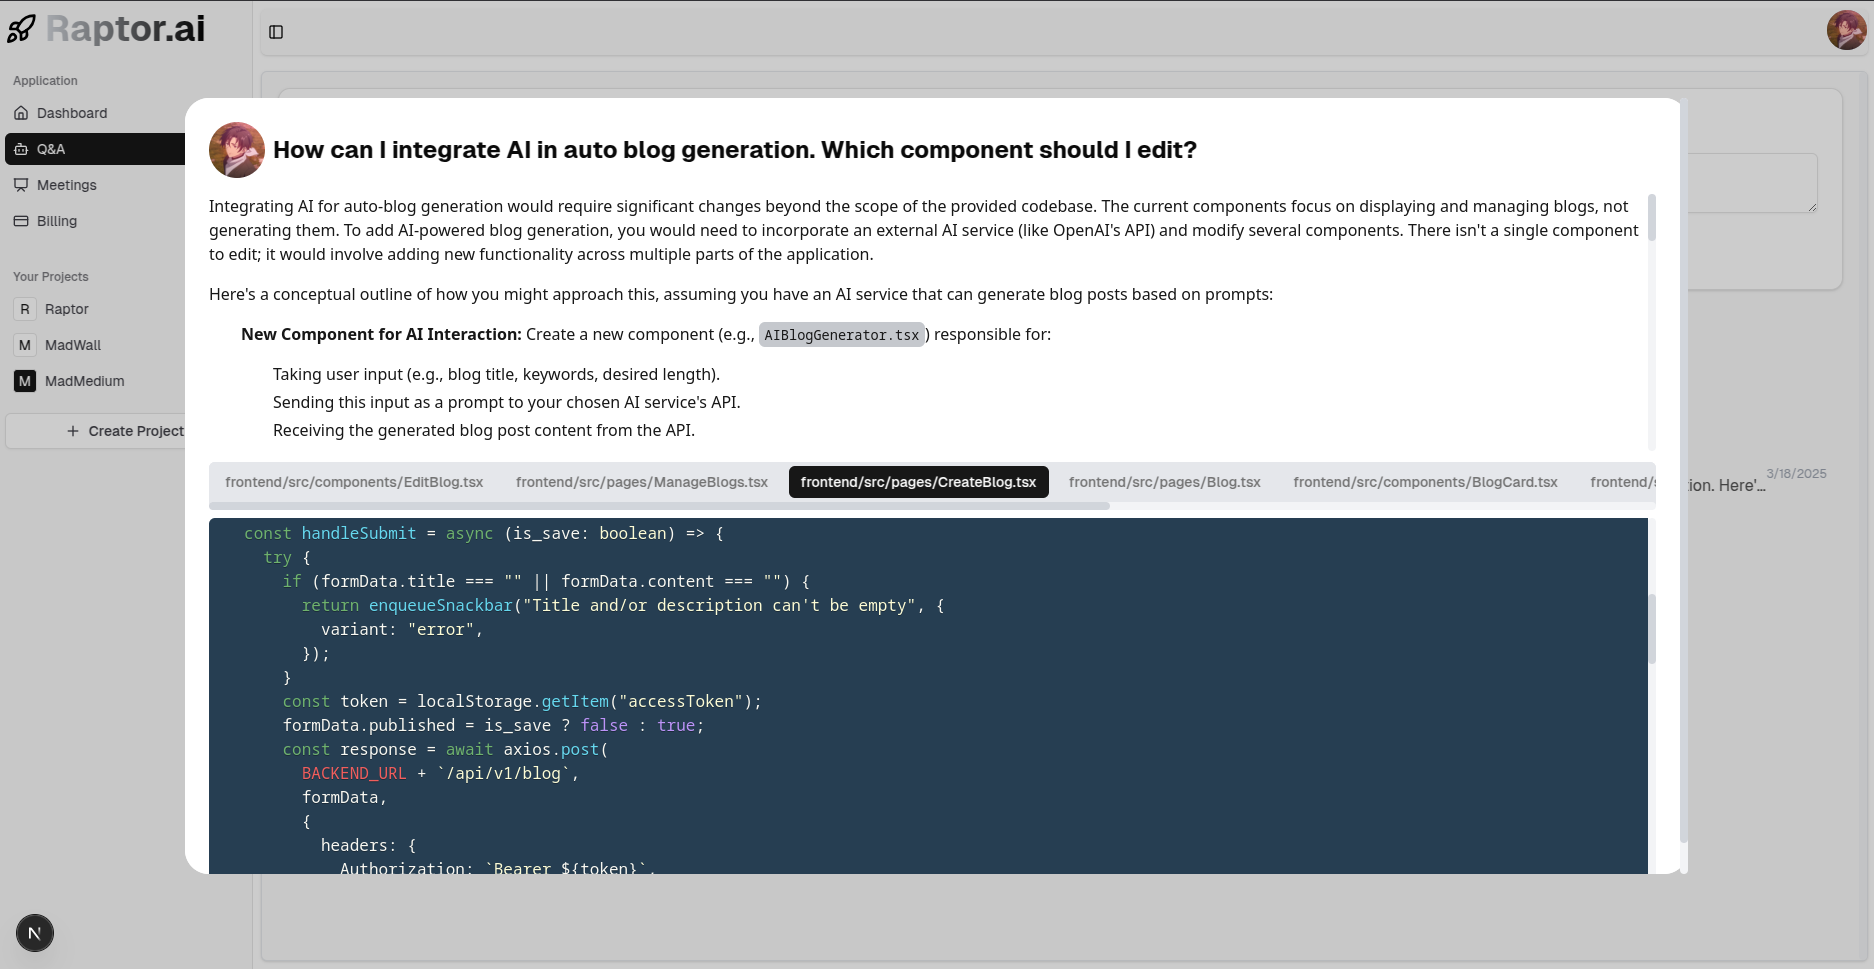 Raptor.ai
Application
Dashboard
Q&A
Meetings
Billing
Your Projects
R Raptor
M MadWall
M MadMedium
+ Create Project
How can I integrate AI in auto blog generation. Which component should I edit?
Integrating AI for auto-blog generation would require significant changes beyond the scope of the provided codebase. The current components focus on displaying and managing blogs, not
generating them. To add AI-powered blog generation, you would need to incorporate an external AI service (like OpenAI's API) and modify several components. There isn't a single component
to edit; it would involve adding new functionality across multiple parts of the application.
Here's a conceptual outline of how you might approach this, assuming you have an AI service that can generate blog posts based on prompts:
New Component for AI Interaction: Create a new component (e.g., AIBlogGenerator.tsx) responsible for:
Taking user input (e.g., blog title, keywords, desired length).
Sending this input as a prompt to your chosen AI service's API.
Receiving the generated blog post content from the API.
frontend/src/components/EditBlog.tsx frontend/src/pages/ManageBlogs.tsx frontend/src/pages/CreateBlog.tsx frontend/src/pages/Blog.tsx frontend/src/components/BlogCard.tsx frontend/s
const handleSubmit = async (is_save: boolean) => {
try {
if (formData.title === "" || formData.content === "") {
return enqueueSnackbar("Title and/or description can't be empty", {
variant: "error",
});
}
const token = localStorage.getItem("accessToken");
formData.published = is_save ? false : true;
const response = await axios.post(
BACKEND_URL + `/api/v1/blog`,
formData,
{
headers: {
Authorization: `Bearer ${token}`,
tion. Here'...
3/18/2025
N